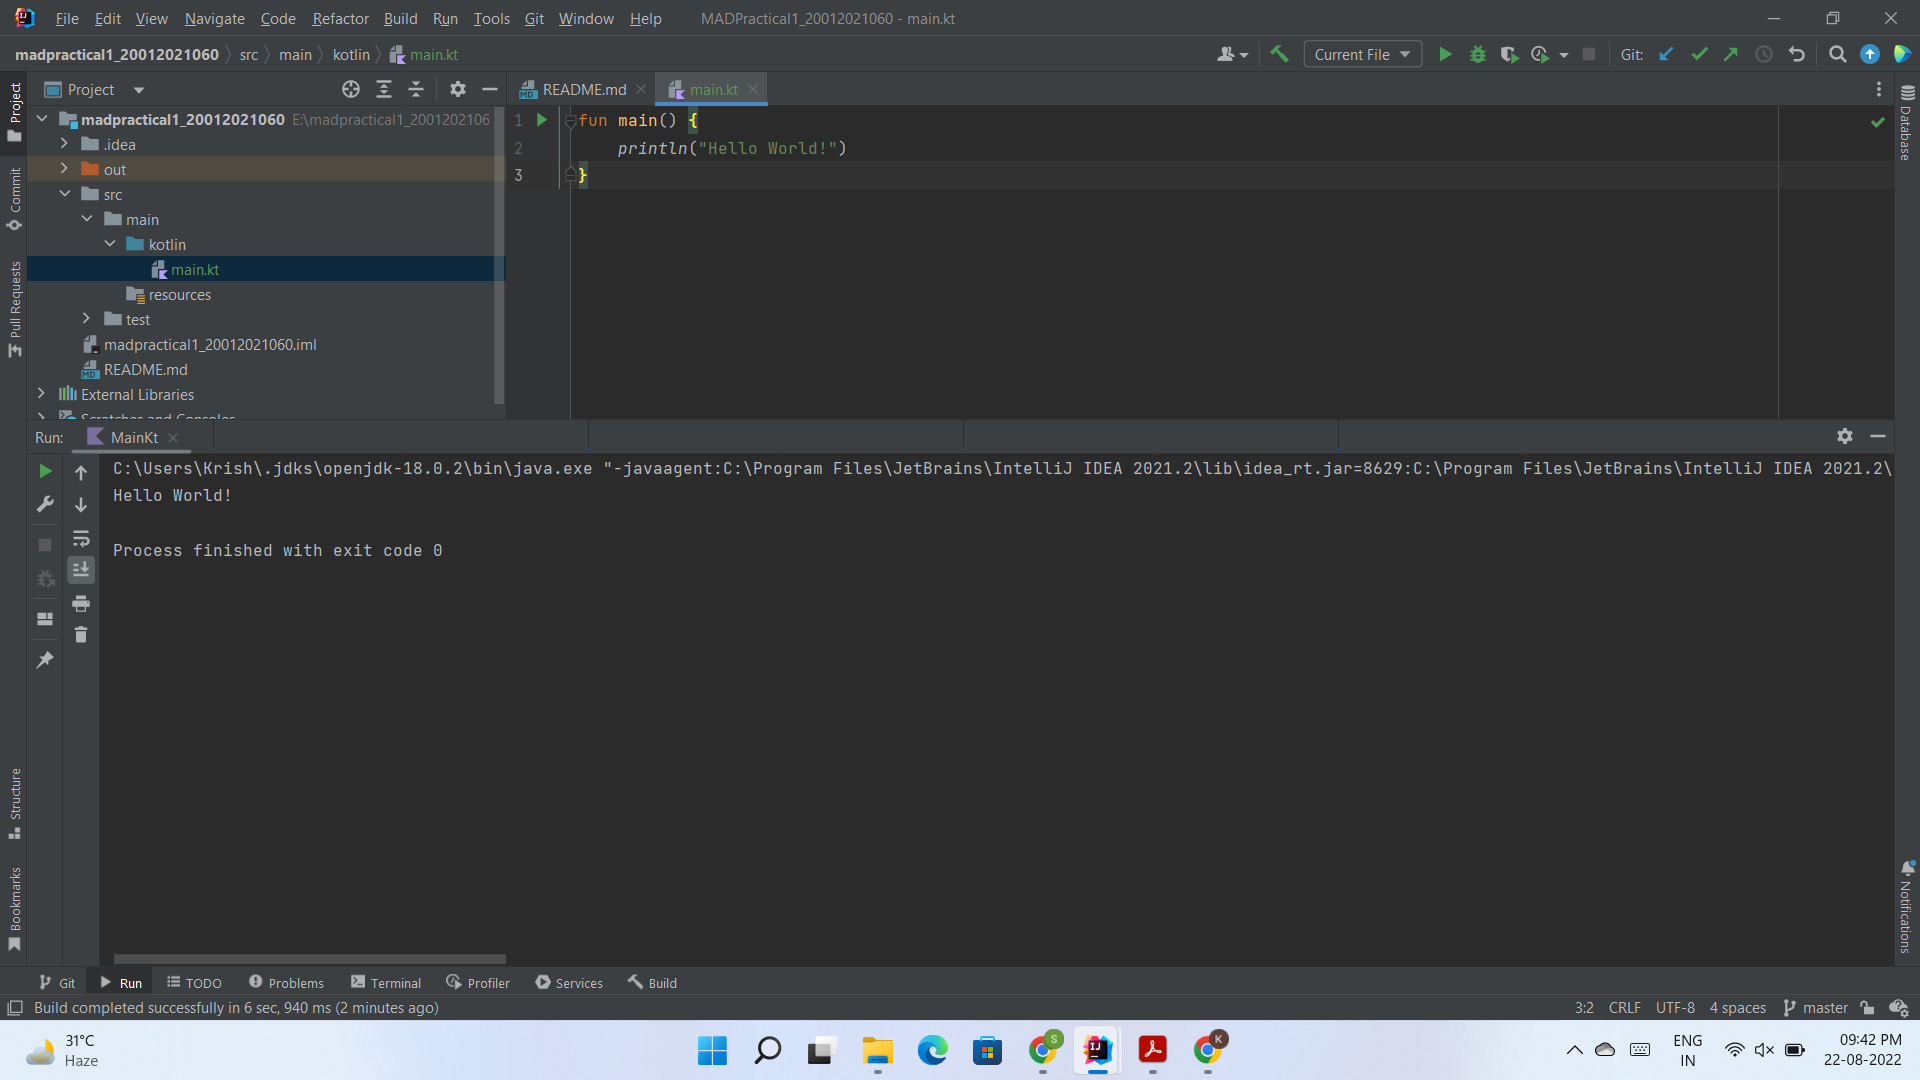 File Edit View Navigate Code Refactor Build Run Tools Git Window Help MADPractical1_20012021060 - main.kt
madpractical1_20012021060 src main kotlin main.kt Current File Git:
Project README.md main.kt
madpractical1_20012021060 E:\madpractical1_2001202106
.idea
out
src
main
kotlin
main.kt
resources
test
madpractical1_20012021060.iml
README.md
External Libraries
Scratches and Consoles
1 fun main() {
2 println("Hello World!")
3 }
Project
Commit
Pull Requests
Structure
Bookmarks
Database
Notifications
Run: MainKt
C:\Users\Krish\.jdks\openjdk-18.0.2\bin\java.exe "-javaagent:C:\Program Files\JetBrains\IntelliJ IDEA 2021.2\lib\idea_rt.jar=8629:C:\Program Files\JetBrains\IntelliJ IDEA 2021.2\
Hello World!
Process finished with exit code 0
Git Run TODO Problems Terminal Profiler Services Build
Build completed successfully in 6 sec, 940 ms (2 minutes ago) 3:2 CRLF UTF-8 4 spaces master
31°C
Haze
ENG
IN
09:42 PM
22-08-2022